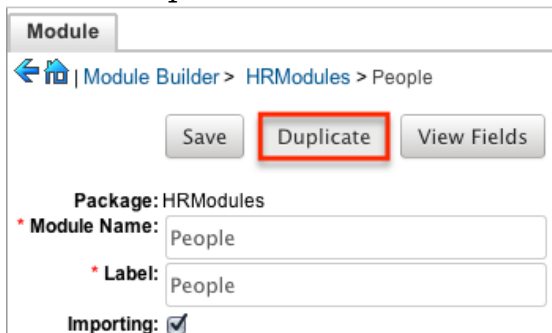 Module
| Module Builder > HRModules > People
Save Duplicate View Fields
Package: HRModules
* Module Name: People
* Label: People
Importing: